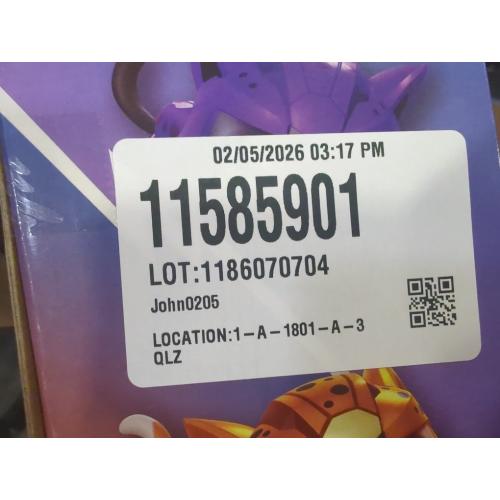 02/05/2026 03:17 PM
11585901
LOT:1186070704
John0205
LOCATION:1-A-1801-A-3
QLZ